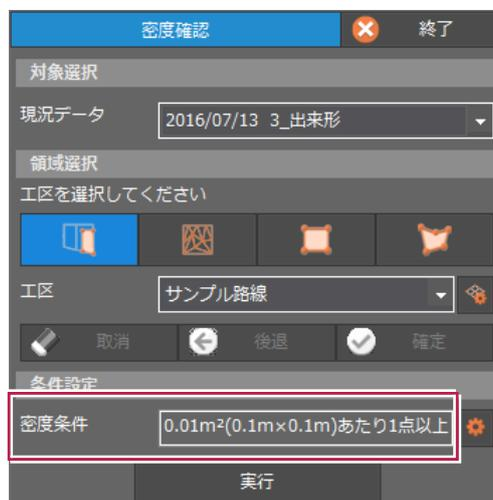 密度確認 終了
対象選択
現況データ 2016/07/13 3_出来形
領域選択
工区を選択してください
工区 サンプル路線
取消 後退 確定
条件設定
密度条件 0.01m²(0.1m×0.1m)あたり1点以上
実行